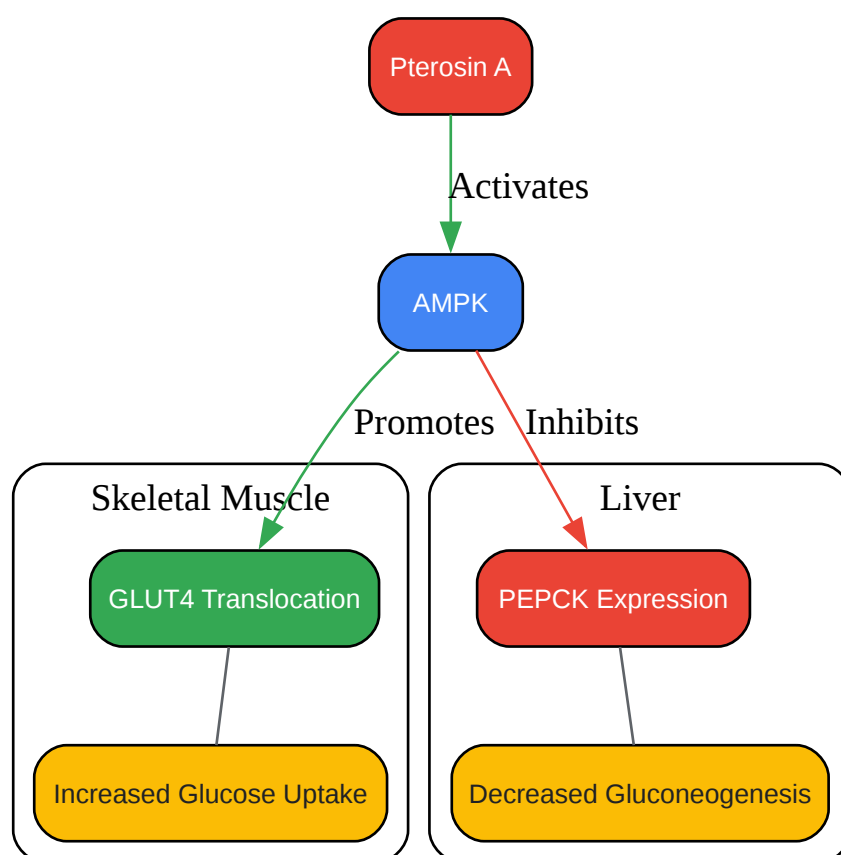 Pterosin A
Activates
AMPK
Promotes
Inhibits
Skeletal Muscle
Liver
GLUT4 Translocation
PEPCK Expression
Increased Glucose Uptake
Decreased Gluconeogenesis